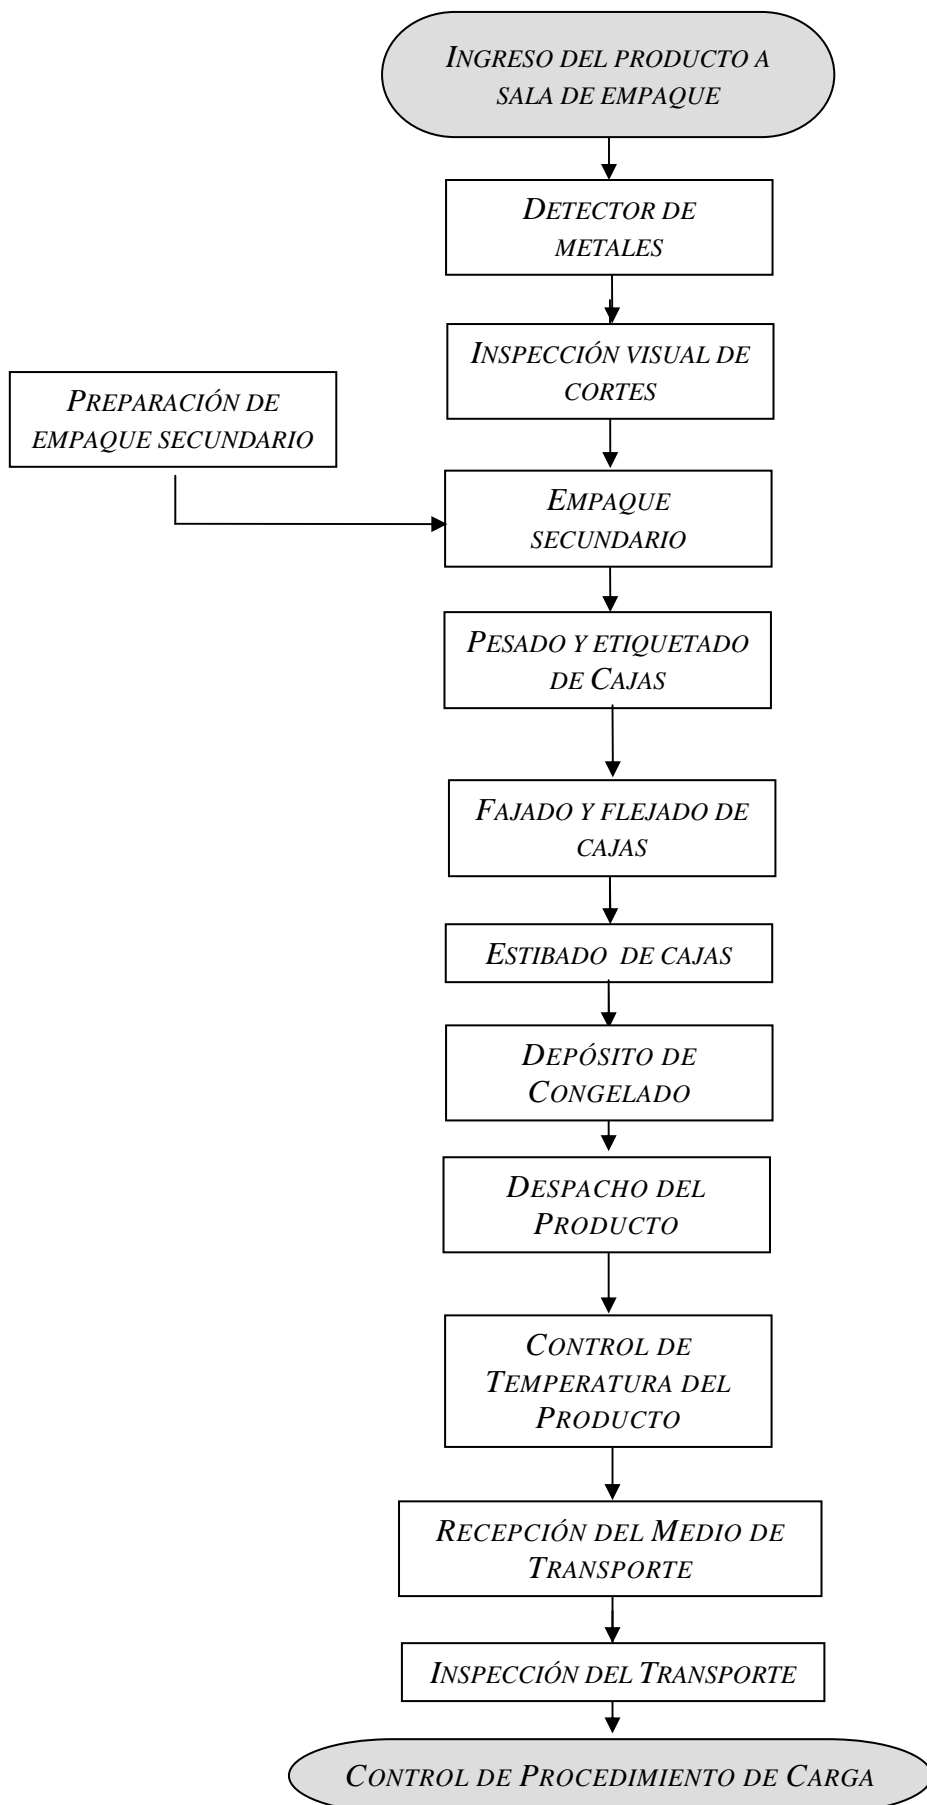 INGRESO DEL PRODUCTO A
SALA DE EMPAQUE
DETECTOR DE
METALES
INSPECCIÓN VISUAL DE
CORTES
PREPARACIÓN DE
EMPAQUE SECUNDARIO
EMPAQUE
SECUNDARIO
PESADO Y ETIQUETADO
DE CAJAS
FAJADO Y FLEJADO DE
CAJAS
ESTIBADO DE CAJAS
DEPÓSITO DE
CONGELADO
DESPACHO DEL
PRODUCTO
CONTROL DE
TEMPERATURA DEL
PRODUCTO
RECEPCIÓN DEL MEDIO DE
TRANSPORTE
INSPECCIÓN DEL TRANSPORTE
CONTROL DE PROCEDIMIENTO DE CARGA